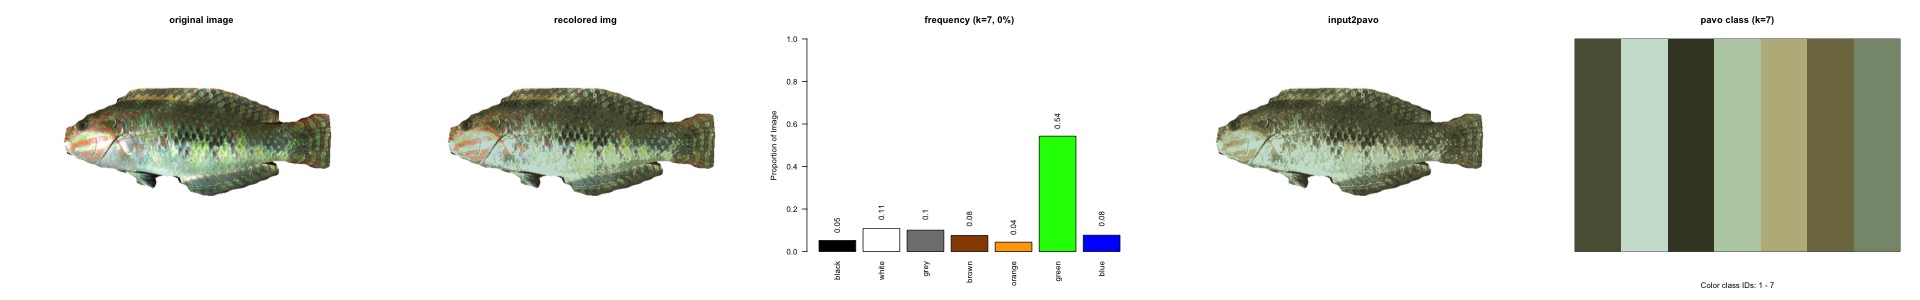 original image
recolored img
frequency (k=7, 0%)
input2pavo
pavo class (k=7)
Proportion of Image
1.0
0.8
0.6
0.4
0.2
0.0
0.05
0.11
0.1
0.08
0.04
0.54
0.08
black
white
grey
brown
orange
green
blue
Color class IDs: 1 - 7